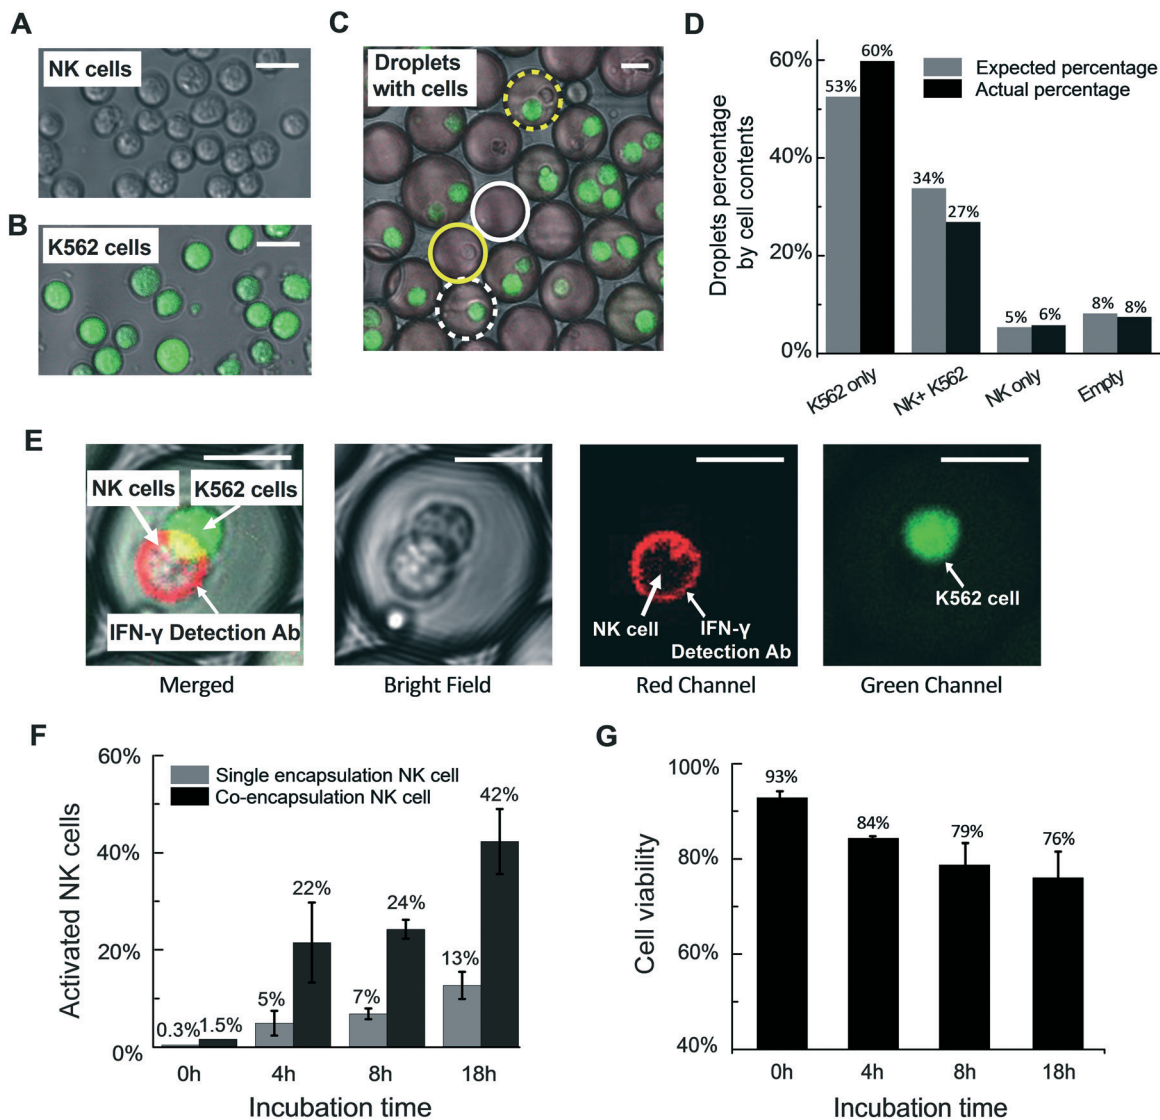 A
NK cells
B
K562 cells
C
Droplets
with cells
D
Droplets percentage
by cell contents
60%
40%
20%
0%
53%
60%
34%
27%
5%
6%
8%
8%
Expected percentage
Actual percentage
K562 only
NK+ K562
NK only
Empty
E
NK cells
K562 cells
IFN-γ Detection Ab
Merged
Bright Field
NK cell
IFN-γ
Detection Ab
Red Channel
K562 cell
Green Channel
F
Activated NK cells
60%
40%
20%
0%
Single encapsulation NK cell
Co-encapsulation NK cell
0.3%
1.5%
5%
22%
7%
24%
13%
42%
0h
4h
8h
18h
Incubation time
G
Cell viability
100%
80%
60%
40%
93%
84%
79%
76%
0h
4h
8h
18h
Incubation time